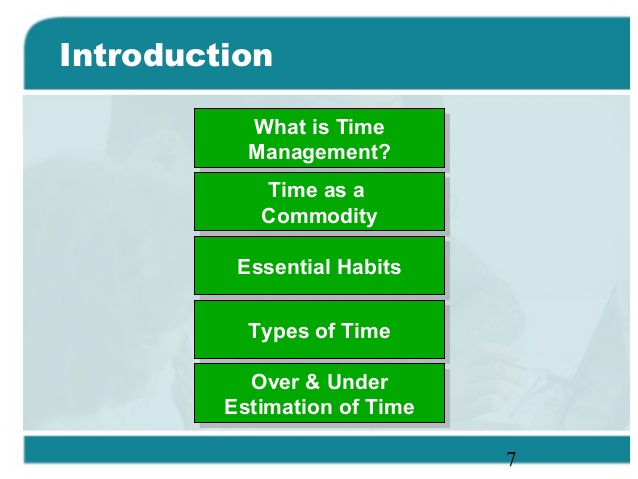 Introduction
What is Time
Management?
Time as a
Commodity
Essential Habits
Types of Time
Over & Under
Estimation of Time
7